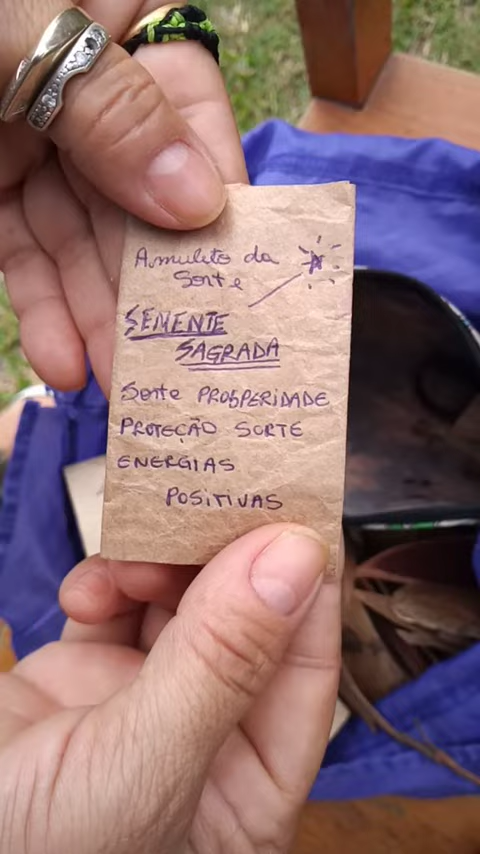 Amuleto da
Sorte
SEMENTE
SAGRADA
Sorte PROSPERIDADE
PROTEÇÃO SORTE
ENERGIAS
POSITIVAS